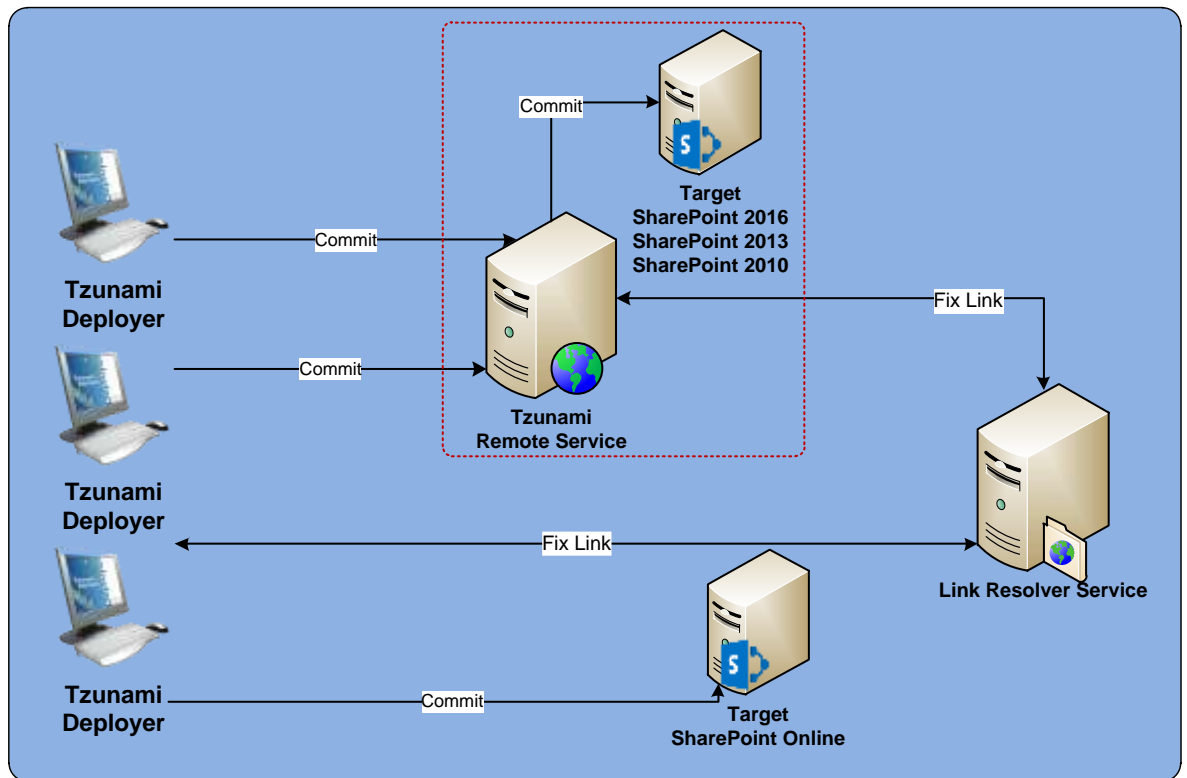 Commit
Target
SharePoint 2016
SharePoint 2013
SharePoint 2010
Commit
Tzunami
Deployer
Fix Link
Commit
Tzunami
Remote Service
Tzunami
Deployer
Fix Link
Link Resolver Service
Tzunami
Deployer
Commit
Target
SharePoint Online